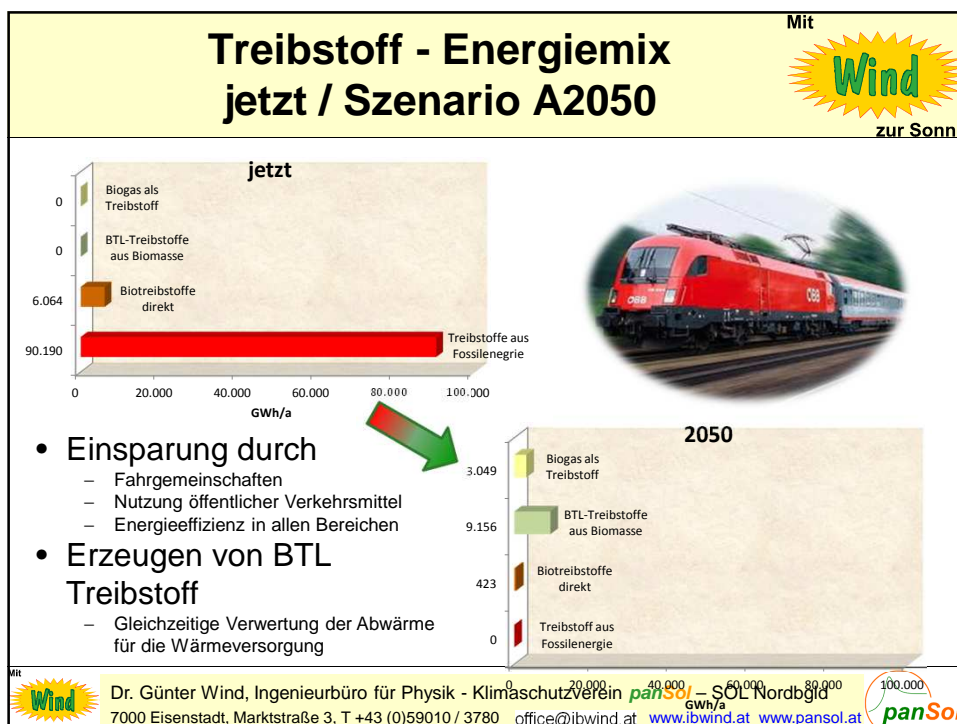 Treibstoff - Energiemix
jetzt / Szenario A2050
Mit
Wind
zur Sonn
jetzt
0
Biogas als
Treibstoff
0
BTL-Treibstoffe
aus Biomasse
6.064
Biotreibstoffe
direkt
90.190
Treibstoffe aus
Fossilenegrie
0
20.000
40.000
60.000
80.000
100.000
GWh/a
ÖBB
ÖBB
• Einsparung durch
– Fahrgemeinschaften
– Nutzung öffentlicher Verkehrsmittel
– Energieeffizienz in allen Bereichen
• Erzeugen von BTL
Treibstoff
– Gleichzeitige Verwertung der Abwärme
für die Wärmeversorgung
2050
3.049
Biogas als
Treibstoff
9.156
BTL-Treibstoffe
aus Biomasse
423
Biotreibstoffe
direkt
0
Treibstoff aus
Fossilenergie
0
20.000
40.000
60.000
80.000
100.000
GWh/a
Mit
Wind
Dr. Günter Wind, Ingenieurbüro für Physik - Klimaschutzverein panSol – SOL Nordbgld
7000 Eisenstadt, Marktstraße 3, T +43 (0)59010 / 3780 office@ibwind.at www.ibwind.at www.pansol.at
panSo